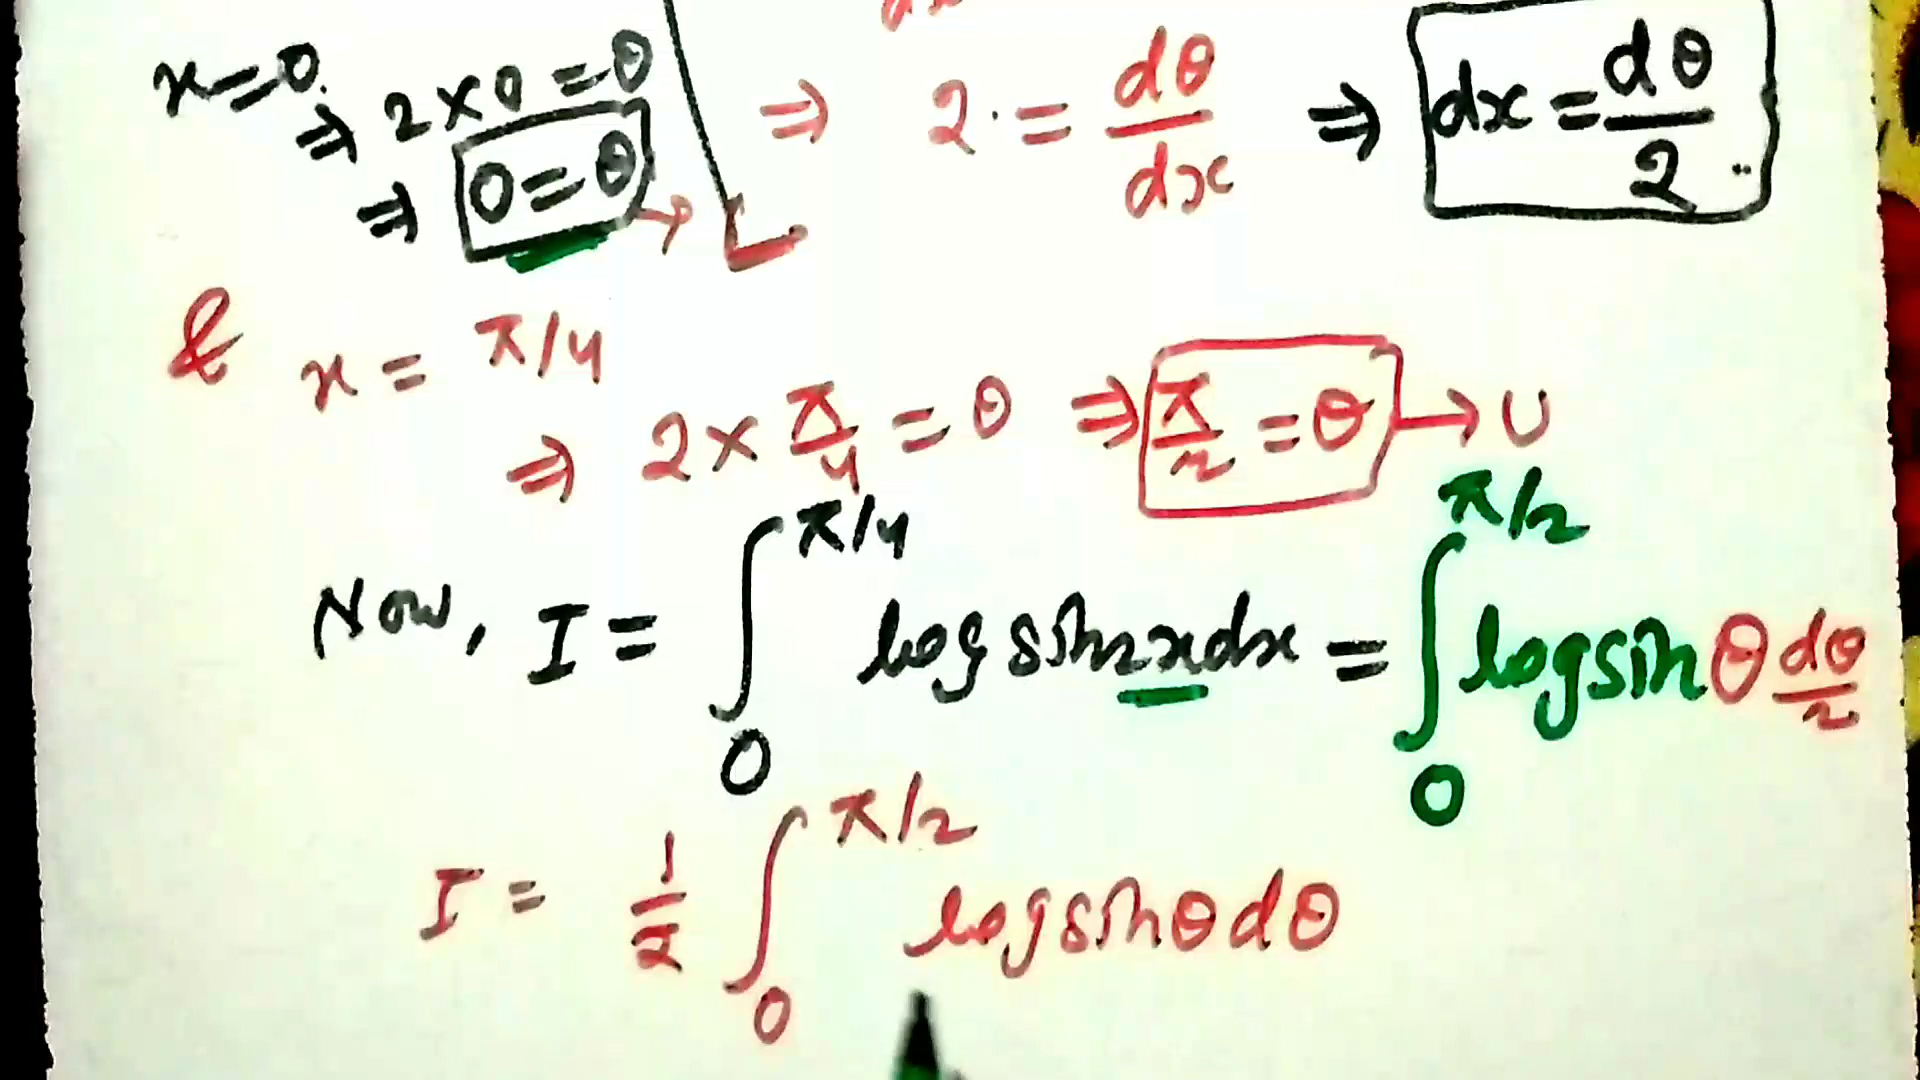 x=0
⇒ 2×0=θ ⇒ 2 = dθ/dx ⇒ dx = dθ/2
⇒ 0=θ → L
& x = π/4
⇒ 2 × π/4 = θ ⇒ π/2 = θ → U
Now, I = ∫₀^{π/4} log sin2x dx = ∫₀^{π/2} log sin θ dθ/2
I = 1/2 ∫₀^{π/2} log sinθ dθ